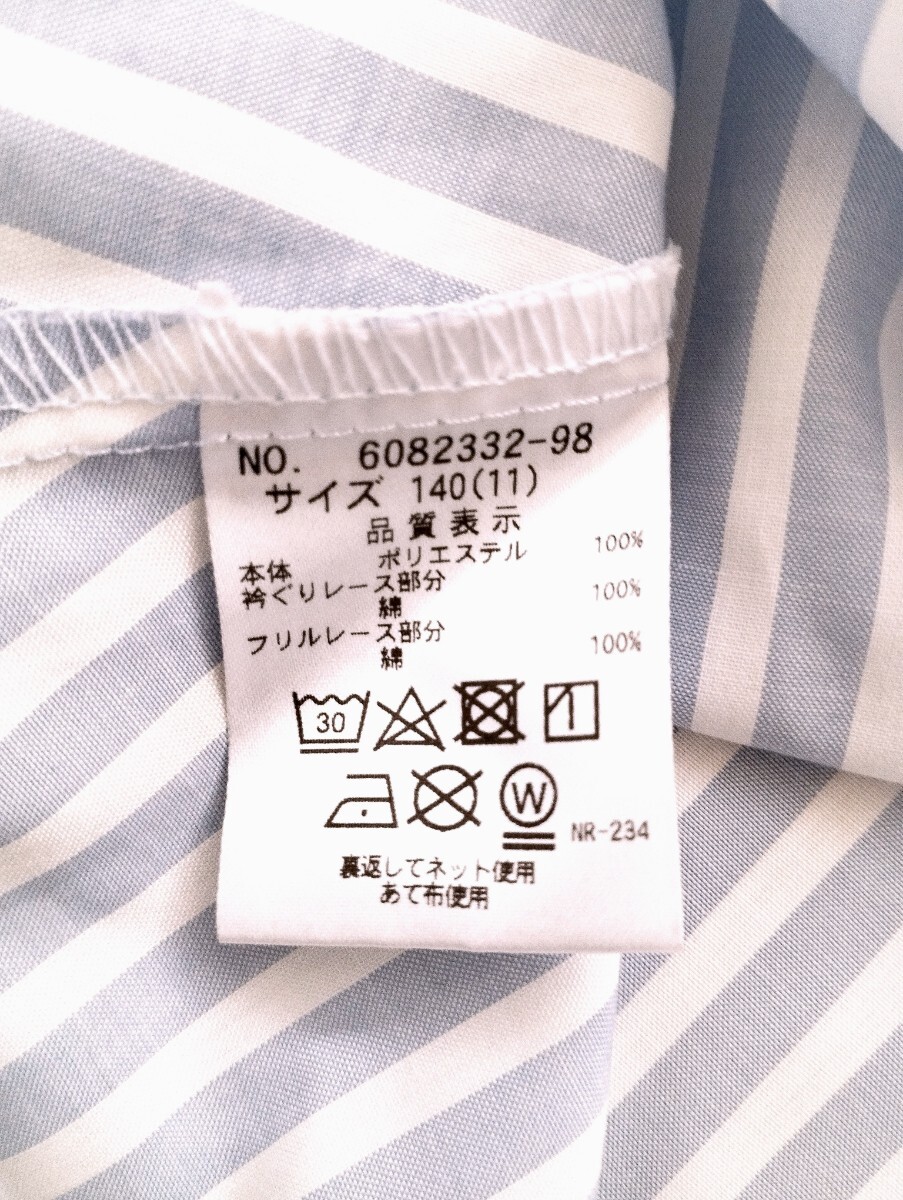 NO. 6082332-98
サイズ 140(11)
品質表示
本体 ポリエステル 100%
衿ぐりレース部分
綿 100%
フリルレース部分
綿 100%
30
W NR-234
裏返してネット使用
あて布使用